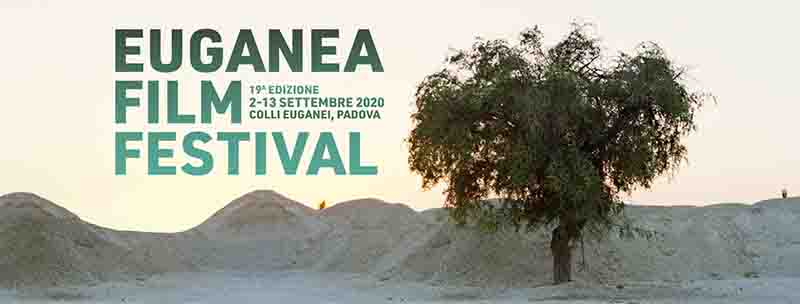 EUGANEA
FILM
19ª EDIZIONE
2-13 SETTEMBRE 2020
COLLI EUGANEI, PADOVA
FESTIVAL